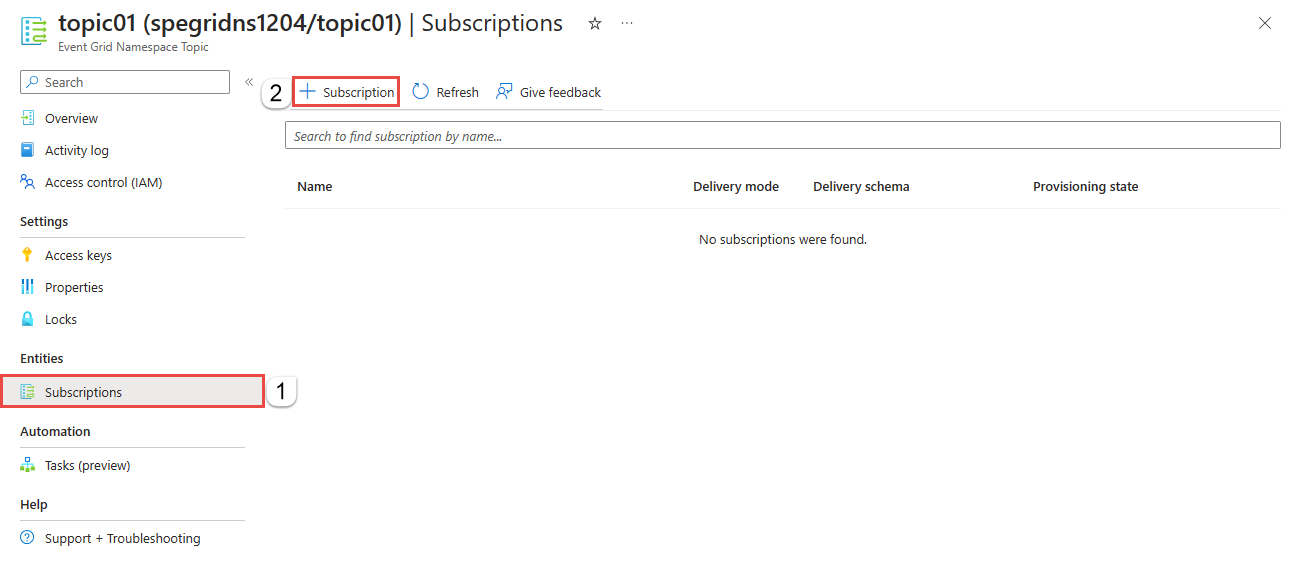 topic01 (spegridns1204/topic01) | Subscriptions
Event Grid Namespace Topic
Search
Overview
Activity log
Access control (IAM)
Settings
Access keys
Properties
Locks
Entities
Subscriptions
1
Automation
Tasks (preview)
Help
Support + Troubleshooting
2
Subscription Refresh Give feedback
Search to find subscription by name...
Name Delivery mode Delivery schema Provisioning state
No subscriptions were found.